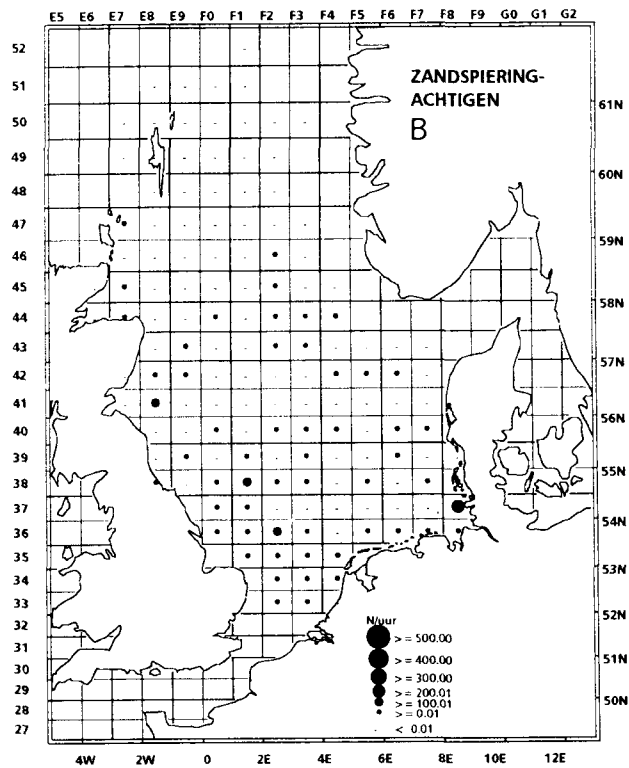 E5 E6 E7 E8 E9 F0 F1 F2 F3 F4 F5 F6 F7 F8 F9 G0 G1 G2
52
51
50
49
48
47
46
45
44
43
42
41
40
39
38
37
36
35
34
33
32
31
30
29
28
27
ZANDSPIERING-
ACHTIGEN
B
61N
60N
59N
58N
57N
56N
55N
54N
53N
52N
51N
50N
N/uur
> = 500.00
> = 400.00
> = 300.00
> = 200.01
> = 100.01
> = 0.01
< 0.01
4W 2W 0 2E 4E 6E 8E 10E 12E